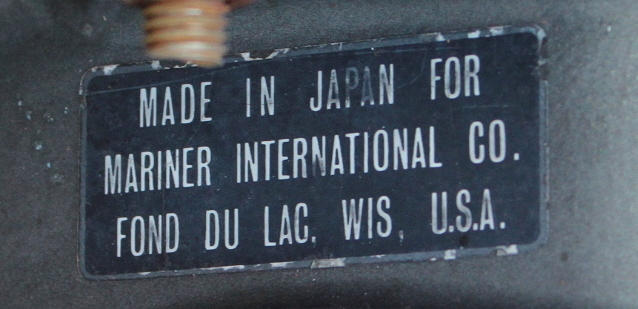 MADE IN JAPAN FOR
MARINER INTERNATIONAL CO.
FOND DU LAC, WIS, U.S.A.